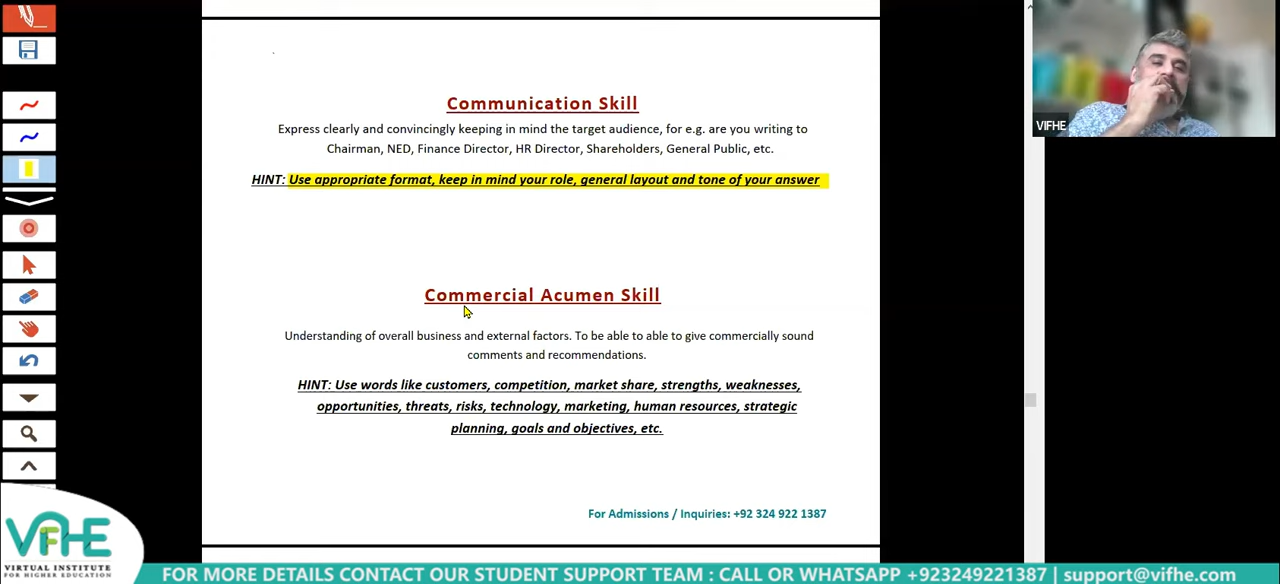 Communication Skill
Express clearly and convincingly keeping in mind the target audience, for e.g. are you writing to
Chairman, NED, Finance Director, HR Director, Shareholders, General Public, etc.
HINT: Use appropriate format, keep in mind your role, general layout and tone of your answer
VIFHE
Commercial Acumen Skill
Understanding of overall business and external factors. To be able to able to give commercially sound
comments and recommendations.
HINT: Use words like customers, competition, market share, strengths, weaknesses,
opportunities, threats, risks, technology, marketing, human resources, strategic
planning, goals and objectives, etc.
For Admissions / Inquiries: +92 324 922 1387
VIFHE
VIRTUAL INSTITUTE
FOR HIGHER EDUCATION
FOR MORE DETAILS CONTACT OUR STUDENT SUPPORT TEAM : CALL OR WHATSAPP +923249221387 | support@vifhe.com